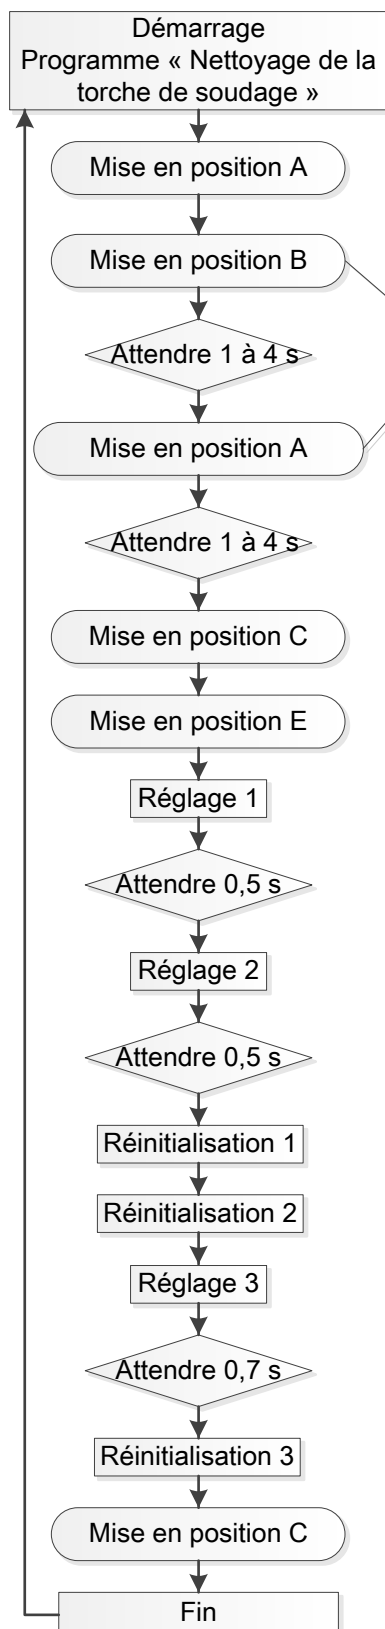 Démarrage
Programme « Nettoyage de la
torche de soudage »
Mise en position A
Mise en position B
Attendre 1 à 4 s
Mise en position A
Attendre 1 à 4 s
Mise en position C
Mise en position E
Réglage 1
Attendre 0,5 s
Réglage 2
Attendre 0,5 s
Réinitialisation 1
Réinitialisation 2
Réglage 3
Attendre 0,7 s
Réinitialisation 3
Mise en position C
Fin